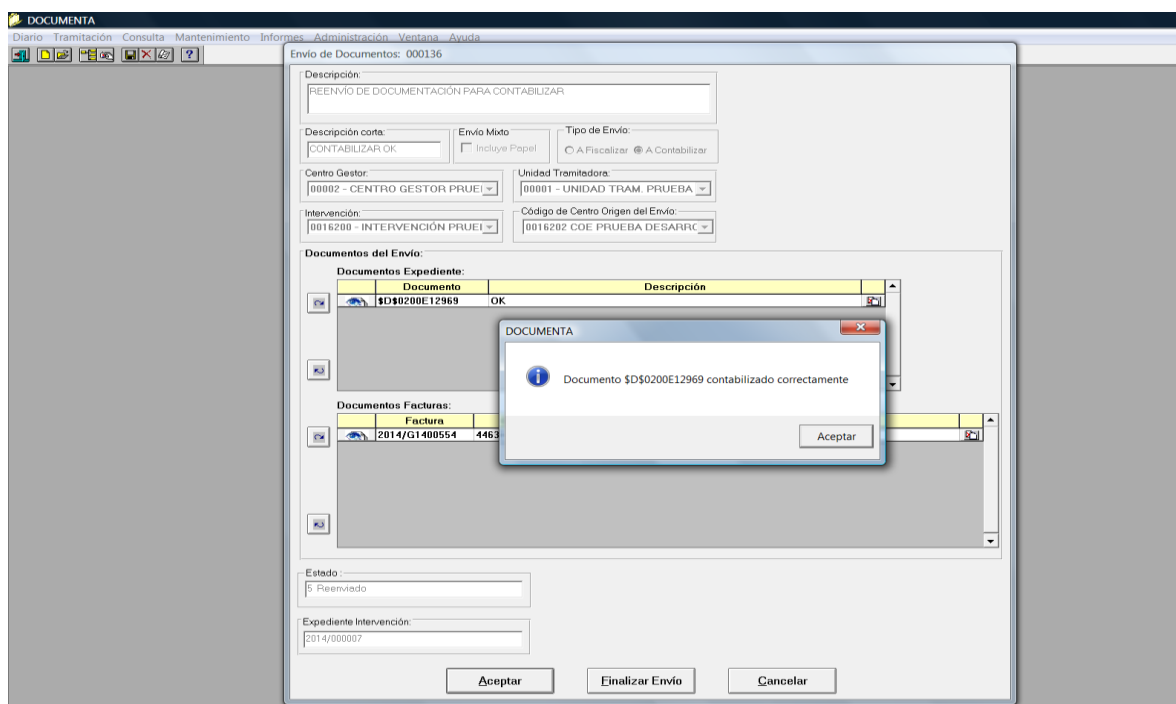 DOCUMENTA
Diario Tramitación Consulta Mantenimiento Informes Administración Ventana Ayuda
Envío de Documentos: 000136
Descripción:
REENVÍO DE DOCUMENTACIÓN PARA CONTABILIZAR
Descripción corta: Envío Mixto Tipo de Envío:
CONTABILIZAR OK Incluye Papel A Fiscalizar A Contabilizar
Centro Gestor: Unidad Tramitadora:
00002 - CENTRO GESTOR PRUEI 00001 - UNIDAD TRAM. PRUEBA
Intervención: Código de Centro Origen del Envío:
0016200 - INTERVENCIÓN PRUEI 0016202 COE PRUEBA DESARRC
Documentos del Envío:
Documentos Expediente:
Documento Descripción
$D$0200E12969 OK
DOCUMENTA
Documento $D$0200E12969 contabilizado correctamente
Aceptar
Documentos Facturas:
Factura
2014/G1400554 4463
Estado :
5 Reenviado
Expediente Intervención:
2014/000007
Aceptar Finalizar Envío Cancelar